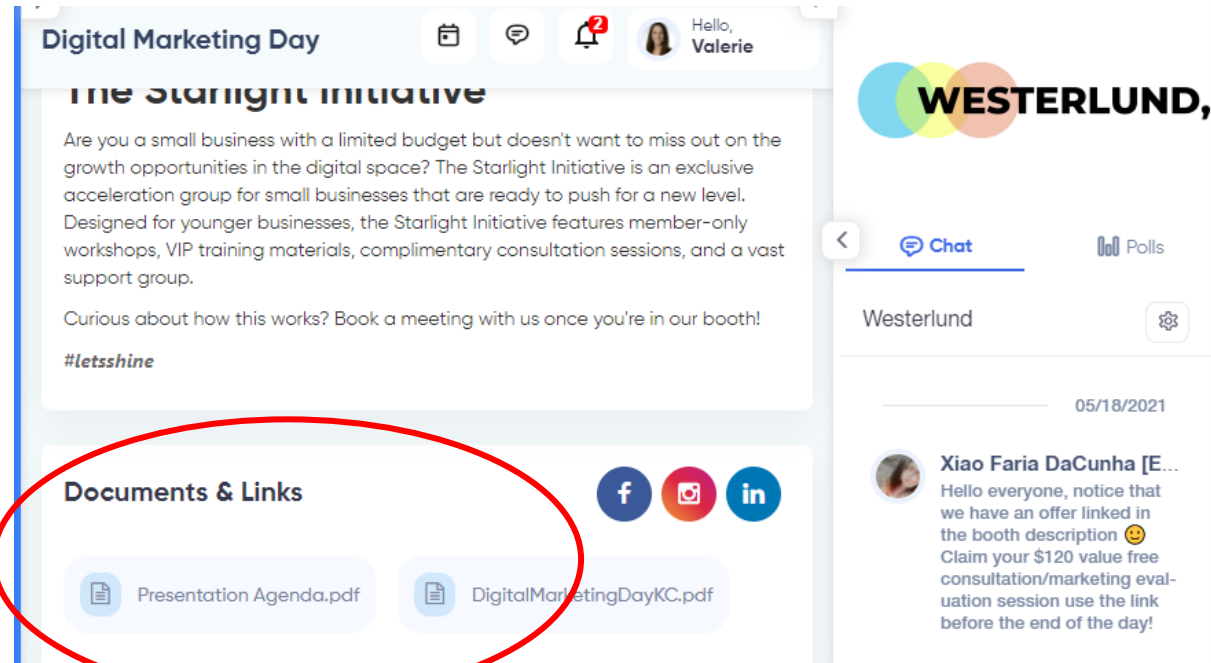 Digital Marketing Day
2
Hello,
Valerie
The Starlight Initiative
Are you a small business with a limited budget but doesn't want to miss out on the
growth opportunities in the digital space? The Starlight Initiative is an exclusive
acceleration group for small businesses that are ready to push for a new level.
Designed for younger businesses, the Starlight Initiative features member-only
workshops, VIP training materials, complimentary consultation sessions, and a vast
support group.
Curious about how this works? Book a meeting with us once you're in our booth!
#letsshine
Documents & Links
f
in
Presentation Agenda.pdf
DigitalMarketingDayKC.pdf
WESTERLUND,
Chat
Polls
Westerlund
05/18/2021
Xiao Faria DaCunha [E...
Hello everyone, notice that
we have an offer linked in
the booth description 🙂
Claim your $120 value free
consultation/marketing eval-
uation session use the link
before the end of the day!